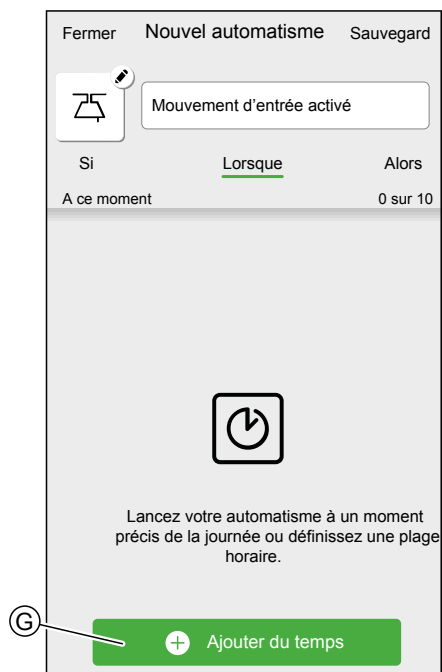 Fermer Nouvel automatisme Sauvegard
Mouvement d'entrée activé
Si Lorsque Alors
A ce moment 0 sur 10
Lancez votre automatisme à un moment
précis de la journée ou définissez une plage
horaire.
G
Ajouter du temps